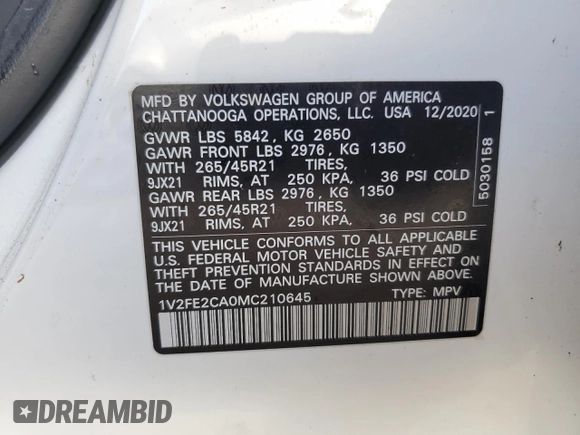 MFD BY VOLKSWAGEN GROUP OF AMERICA
CHATTANOOGA OPERATIONS, LLC. USA 12/2020
GVWR LBS 5842, KG 2650
GAWR FRONT LBS 2976, KG 1350
WITH 265/45R21 TIRES,
9JX21 RIMS, AT 250 KPA, 36 PSI COLD
GAWR REAR LBS 2976, KG 1350
WITH 265/45R21 TIRES,
9JX21 RIMS, AT 250 KPA, 36 PSI COLD
THIS VEHICLE CONFORMS TO ALL APPLICABLE
U.S. FEDERAL MOTOR VEHICLE SAFETY AND
THEFT PREVENTION STANDARDS IN EFFECT ON
THE DATE OF MANUFACTURE SHOWN ABOVE.
1V2FE2CA0MC210645 TYPE: MPV
5030158 1
DREAMBID